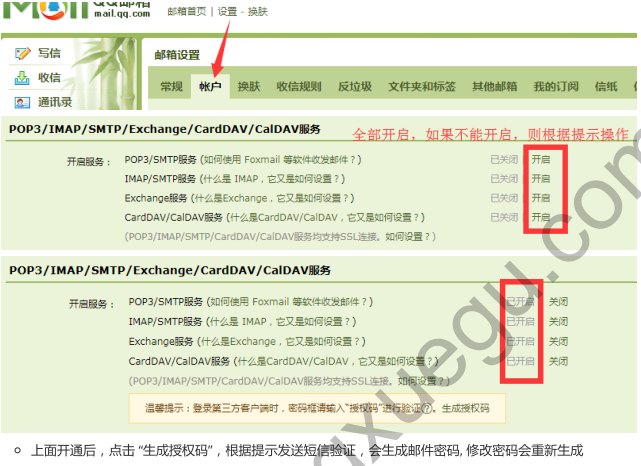 QQ邮箱
mail.qq.com 邮箱首页 | 设置 - 换肤
写信
收信
通讯录
邮箱设置
常规 帐户 换肤 收信规则 反垃圾 文件夹和标签 其他邮箱 我的订阅 信纸
POP3/IMAP/SMTP/Exchange/CardDAV/CalDAV服务
全部开启，如果不能开启，则根据提示操作
开启服务： POP3/SMTP服务 (如何使用 Foxmail 等软件收发邮件？) 已关闭 | 开启
IMAP/SMTP服务 (什么是 IMAP，它又是如何设置？) 已关闭 | 开启
Exchange服务 (什么是Exchange，它又是如何设置？) 已关闭 | 开启
CardDAV/CalDAV服务 (什么是CardDAV/CalDAV，它又是如何设置？) 已关闭 | 开启
(POP3/IMAP/SMTP/CardDAV/CalDAV服务均支持SSL连接。如何设置？)
POP3/IMAP/SMTP/Exchange/CardDAV/CalDAV服务
开启服务： POP3/SMTP服务 (如何使用 Foxmail 等软件收发邮件？) 已开启 | 关闭
IMAP/SMTP服务 (什么是 IMAP，它又是如何设置？) 已开启 | 关闭
Exchange服务 (什么是Exchange，它又是如何设置？) 已开启 | 关闭
CardDAV/CalDAV服务 (什么是CardDAV/CalDAV，它又是如何设置？) 已开启 | 关闭
(POP3/IMAP/SMTP/CardDAV/CalDAV服务均支持SSL连接。如何设置？)
温馨提示：登录第三方客户端时，密码框请输入“授权码”进行验证?。生成授权码
上面开通后，点击 “生成授权码”，根据提示发送短信验证，会生成邮件密码, 修改密码会重新生成